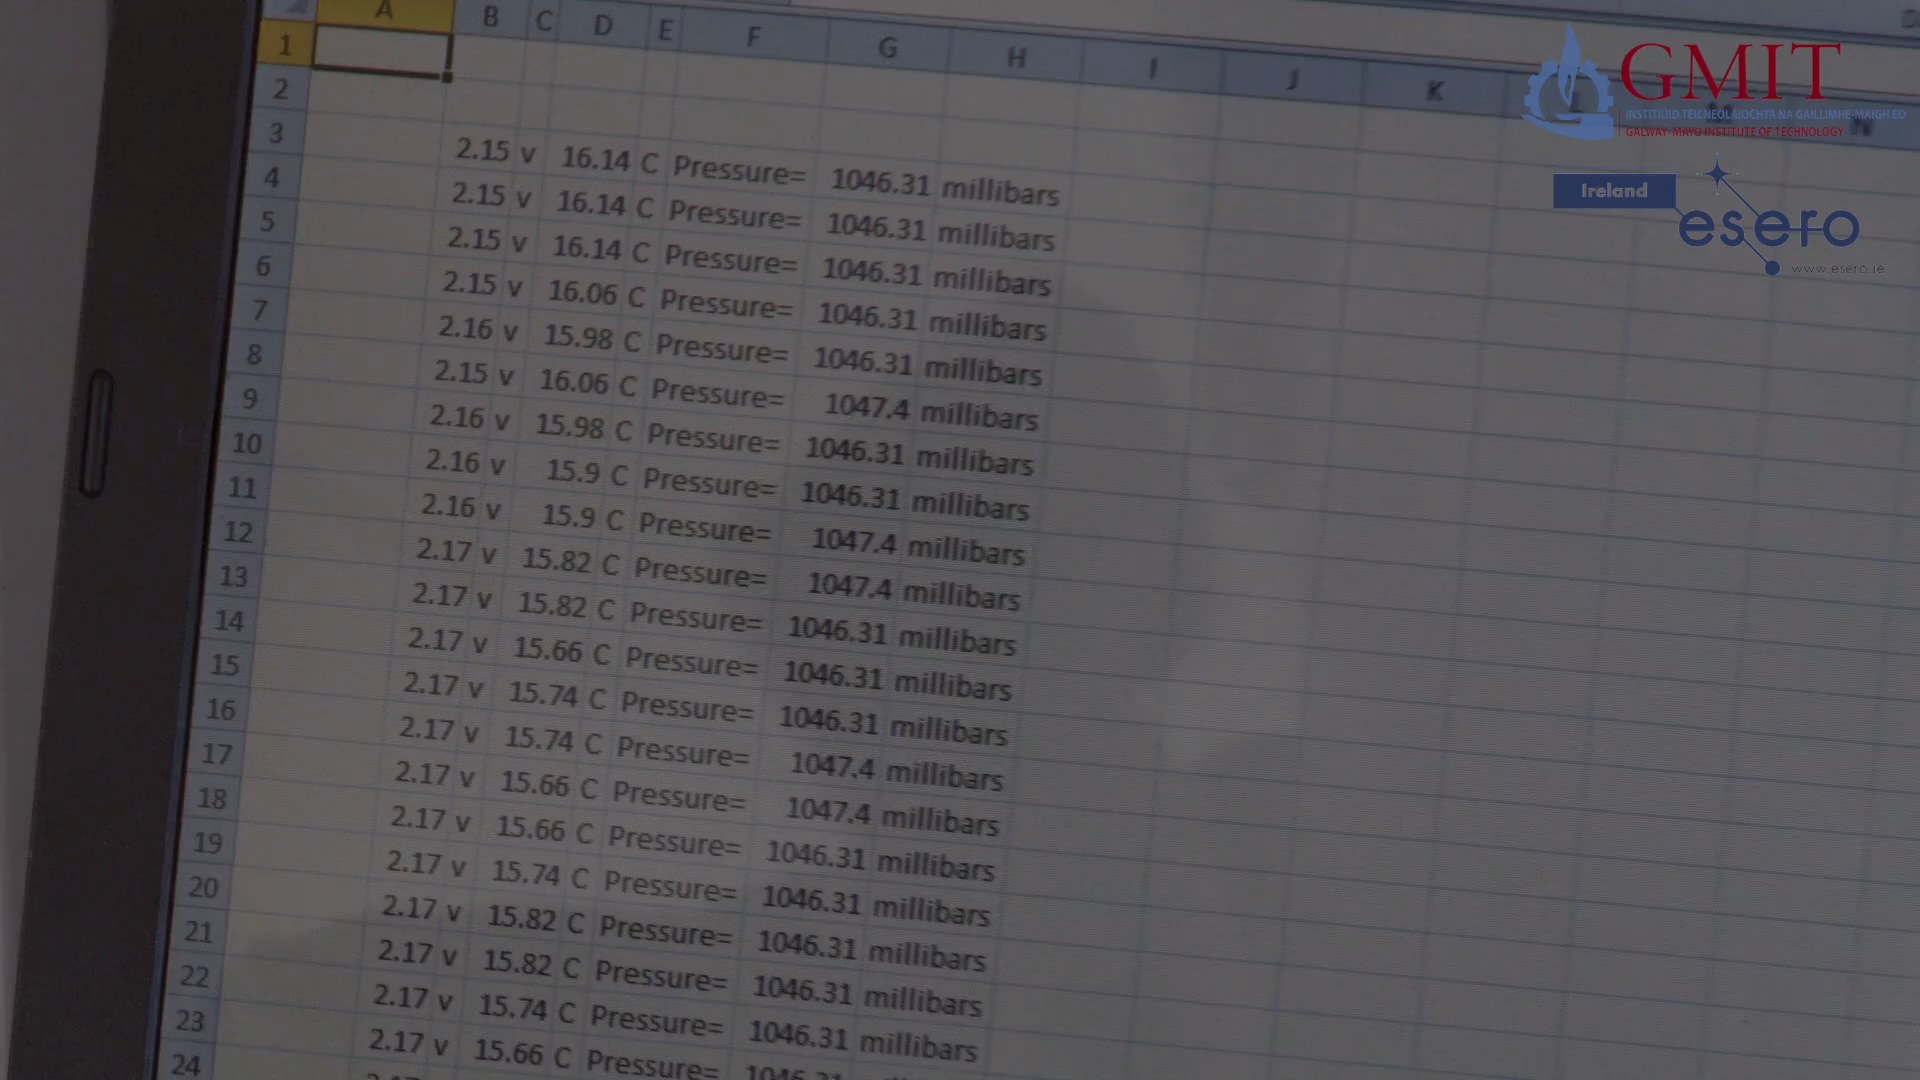 A B C D E F G H I J K
1
2
3 2.15 v 16.14 C Pressure= 1046.31 millibars
4 2.15 v 16.14 C Pressure= 1046.31 millibars
5 2.15 v 16.14 C Pressure= 1046.31 millibars
6 2.15 v 16.06 C Pressure= 1046.31 millibars
7 2.16 v 15.98 C Pressure= 1046.31 millibars
8 2.15 v 16.06 C Pressure= 1047.4 millibars
9 2.16 v 15.98 C Pressure= 1046.31 millibars
10 2.16 v 15.9 C Pressure= 1046.31 millibars
11 2.16 v 15.9 C Pressure= 1047.4 millibars
12 2.17 v 15.82 C Pressure= 1047.4 millibars
13 2.17 v 15.82 C Pressure= 1046.31 millibars
14 2.17 v 15.66 C Pressure= 1046.31 millibars
15 2.17 v 15.74 C Pressure= 1046.31 millibars
16 2.17 v 15.74 C Pressure= 1047.4 millibars
17 2.17 v 15.66 C Pressure= 1047.4 millibars
18 2.17 v 15.66 C Pressure= 1046.31 millibars
19 2.17 v 15.74 C Pressure= 1046.31 millibars
20 2.17 v 15.82 C Pressure= 1046.31 millibars
21 2.17 v 15.82 C Pressure= 1046.31 millibars
22 2.17 v 15.74 C Pressure= 1046.31 millibars
23 2.17 v 15.66 C Pressure=
24
GMIT
INSTITIÚID TEICNEOLAÍOCHTA NA GAILLIMHE-MAIGH EO
GALWAY-MAYO INSTITUTE OF TECHNOLOGY
Ireland
esero
www.esero.ie